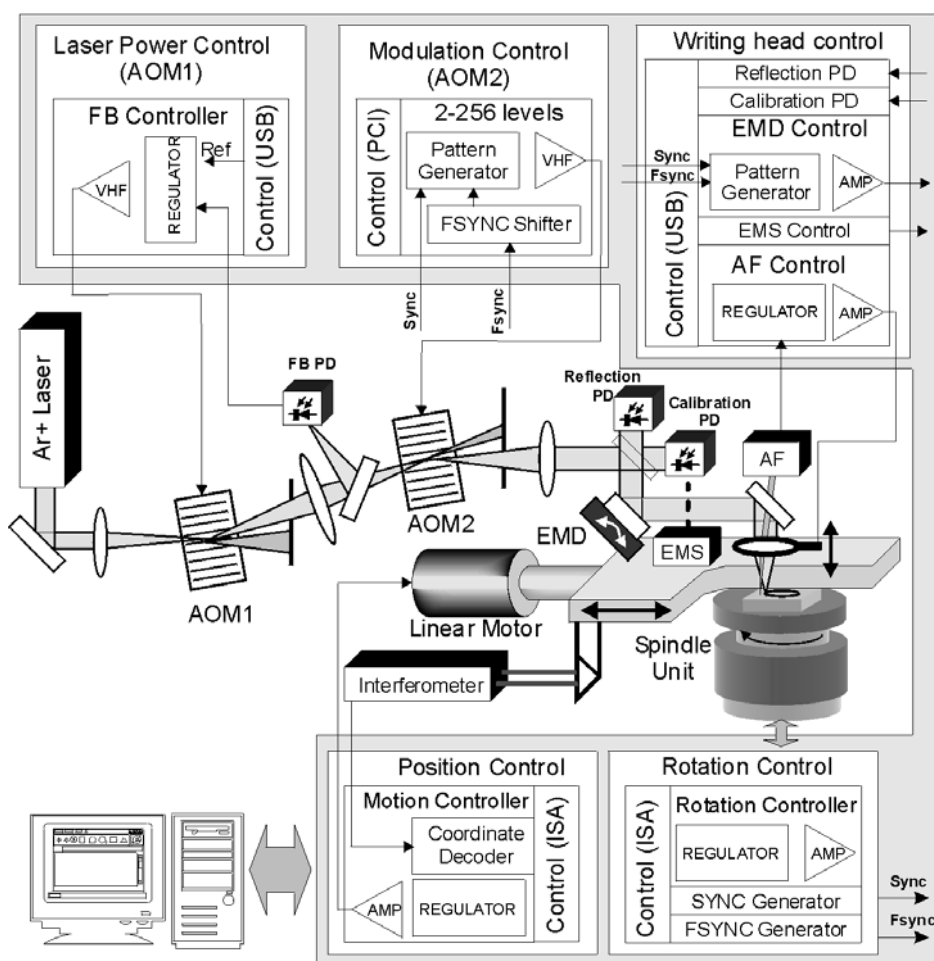 Laser Power Control
(AOM1)
FB Controller
VHF
REGULATOR
Ref
Control (USB)
Modulation Control
(AOM2)
Control (PCI)
2-256 levels
Pattern
Generator
VHF
FSYNC Shifter
Sync
Fsync
Writing head control
Control (USB)
Reflection PD
Calibration PD
EMD Control
Sync
Fsync
Pattern
Generator
AMP
EMS Control
AF Control
REGULATOR
AMP
Ar+ Laser
FB PD
Reflection
PD
Calibration
PD
AF
AOM1
AOM2
EMD
EMS
Linear Motor
Spindle
Unit
Interferometer
Position Control
Motion Controller
Coordinate
Decoder
AMP
REGULATOR
Control (ISA)
Rotation Control
Control (ISA)
Rotation Controller
REGULATOR
AMP
SYNC Generator
FSYNC Generator
Sync
Fsync